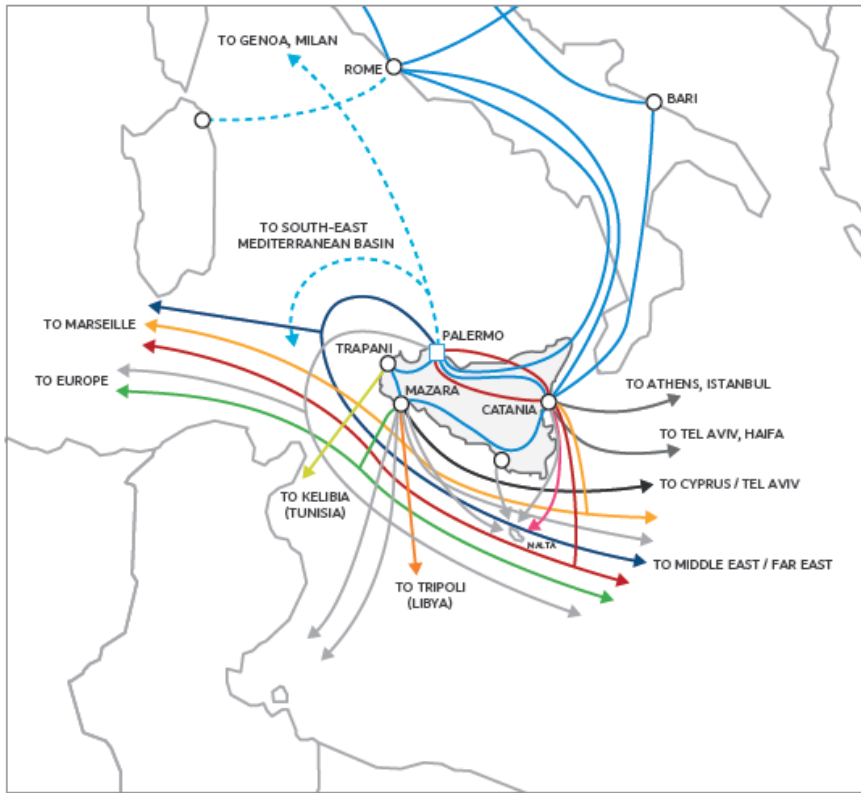 TO GENOA, MILAN
ROME
BARI
TO SOUTH-EAST
MEDITERRANEAN BASIN
TO MARSEILLE
PALERMO
TRAPANI
TO EUROPE
MAZARA
CATANIA
TO ATHENS, ISTANBUL
TO TEL AVIV, HAIFA
TO CYPRUS / TEL AVIV
TO KELIBIA
(TUNISIA)
MALTA
TO MIDDLE EAST / FAR EAST
TO TRIPOLI
(LIBYA)